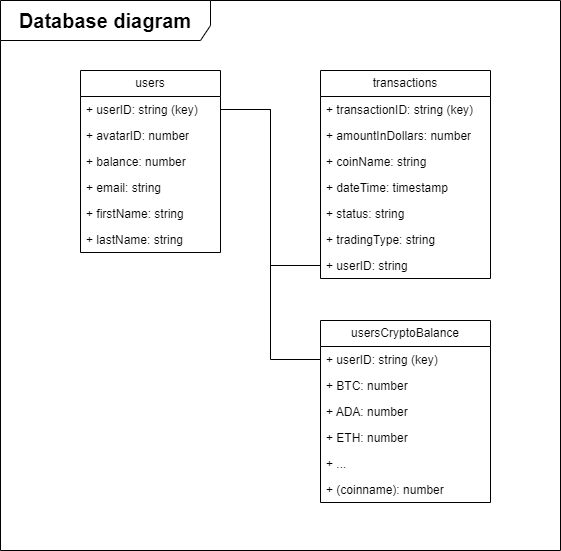 Database diagram
users
+ userID: string (key)
+ avatarID: number
+ balance: number
+ email: string
+ firstName: string
+ lastName: string
transactions
+ transactionID: string (key)
+ amountInDollars: number
+ coinName: string
+ dateTime: timestamp
+ status: string
+ tradingType: string
+ userID: string
usersCryptoBalance
+ userID: string (key)
+ BTC: number
+ ADA: number
+ ETH: number
+ ...
+ (coinname): number